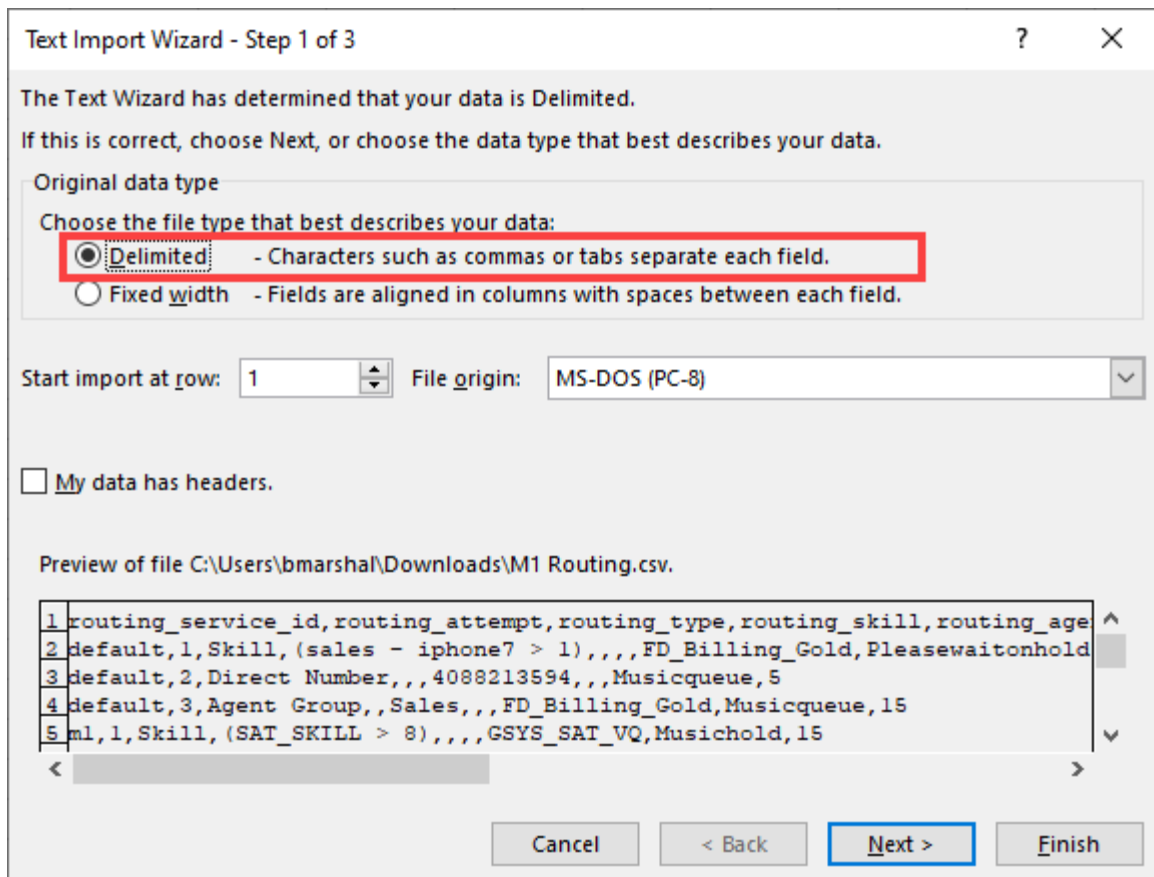 Text Import Wizard - Step 1 of 3 ?
The Text Wizard has determined that your data is Delimited.
If this is correct, choose Next, or choose the data type that best describes your data.
Original data type
Choose the file type that best describes your data:
Delimited - Characters such as commas or tabs separate each field.
Fixed width - Fields are aligned in columns with spaces between each field.
Start import at row: 1 File origin: MS-DOS (PC-8)
My data has headers.
Preview of file C:\Users\bmarshal\Downloads\M1 Routing.csv.
1 routing_service_id,routing_attempt,routing_type,routing_skill,routing_age
2 default,1,Skill,(sales - iphone7 > 1),,,,FD_Billing_Gold,Pleasewaitonhold
3 default,2,Direct Number,,,4088213594,,,Musicqueue,5
4 default,3,Agent Group,,Sales,,,FD_Billing_Gold,Musicqueue,15
5 m1,1,Skill,(SAT_SKILL > 8),,,,GSYS_SAT_VQ,Musichold,15
Cancel < Back Next > Finish